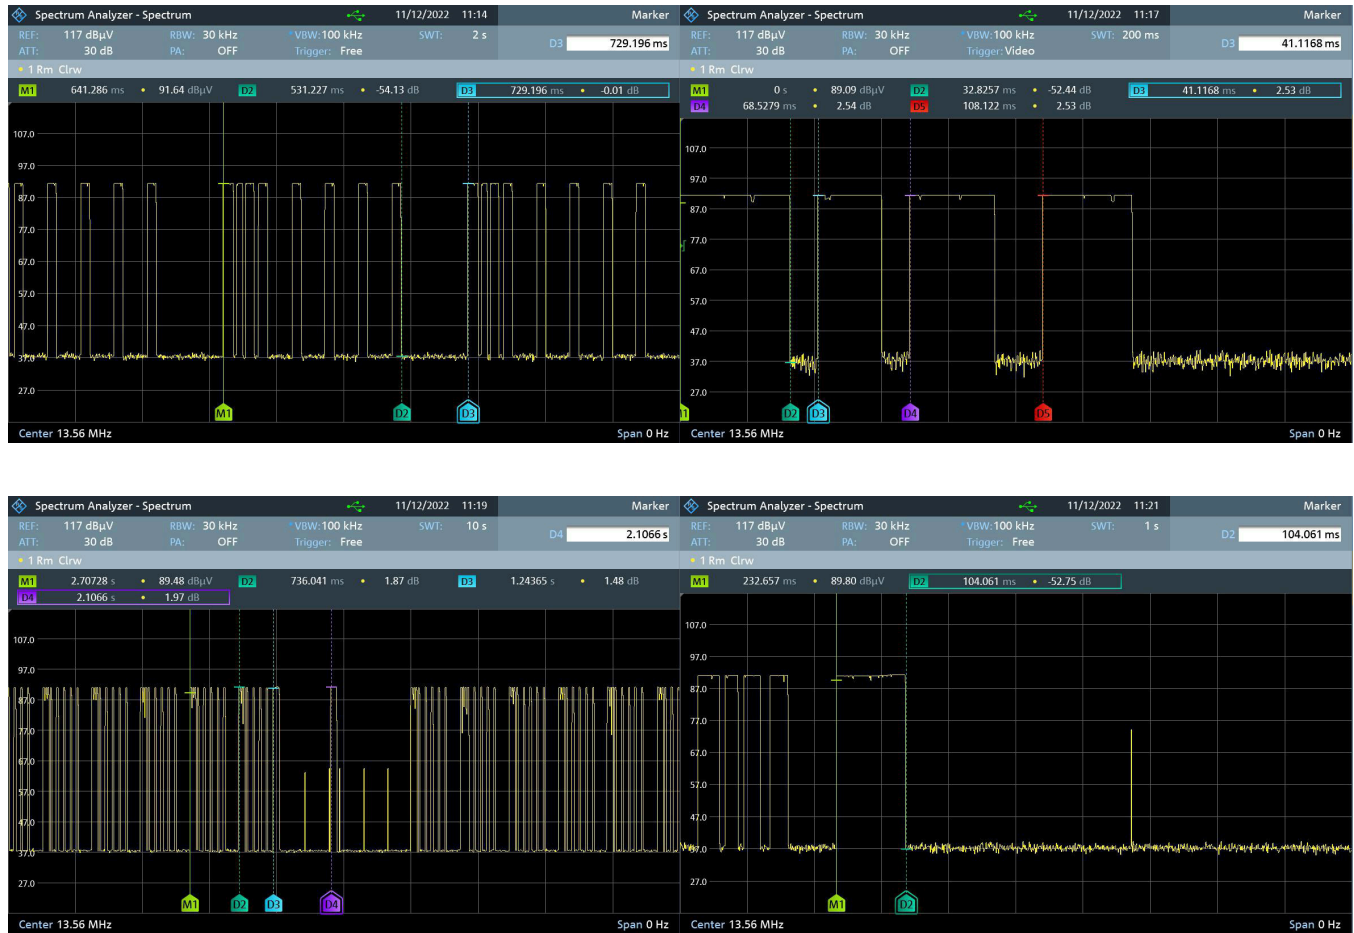 Spectrum Analyzer - Spectrum 11/12/2022 11:14 Marker
REF: 117 dBµV RBW: 30 kHz VBW: 100 kHz SWT: 2 s D3 729.196 ms
ATT: 30 dB PA: OFF Trigger: Free
1 Rm Clrw
M1 641.286 ms 91.64 dBµV D2 531.227 ms -54.13 dB D3 729.196 ms -0.01 dB
107.0
97.0
87.0
77.0
67.0
57.0
47.0
37.0
27.0
M1 D2 D3
Center 13.56 MHz Span 0 Hz
Spectrum Analyzer - Spectrum 11/12/2022 11:17 Marker
REF: 117 dBµV RBW: 30 kHz VBW: 100 kHz SWT: 200 ms D3 41.1168 ms
ATT: 30 dB PA: OFF Trigger: Video
1 Rm Clrw
M1 0 s 89.09 dBµV D2 32.8257 ms -52.44 dB D3 41.1168 ms 2.53 dB
D4 68.5279 ms 2.54 dB D5 108.122 ms 2.53 dB
107.0
97.0
87.0
77.0
67.0
57.0
47.0
37.0
27.0
1 D2 D3 D4 D5
Center 13.56 MHz Span 0 Hz
Spectrum Analyzer - Spectrum 11/12/2022 11:19 Marker
REF: 117 dBµV RBW: 30 kHz VBW: 100 kHz SWT: 10 s D4 2.1066 s
ATT: 30 dB PA: OFF Trigger: Free
1 Rm Clrw
M1 2.70728 s 89.48 dBµV D2 736.041 ms 1.87 dB D3 1.24365 s 1.48 dB
D4 2.1066 s 1.97 dB
107.0
97.0
87.0
77.0
67.0
57.0
47.0
37.0
27.0
M1 D2 D3 D4
Center 13.56 MHz Span 0 Hz
Spectrum Analyzer - Spectrum 11/12/2022 11:21 Marker
REF: 117 dBµV RBW: 30 kHz VBW: 100 kHz SWT: 1 s D2 104.061 ms
ATT: 30 dB PA: OFF Trigger: Free
1 Rm Clrw
M1 232.657 ms 89.80 dBµV D2 104.061 ms -52.75 dB
107.0
97.0
87.0
77.0
67.0
57.0
47.0
37.0
27.0
M1 D2
Center 13.56 MHz Span 0 Hz